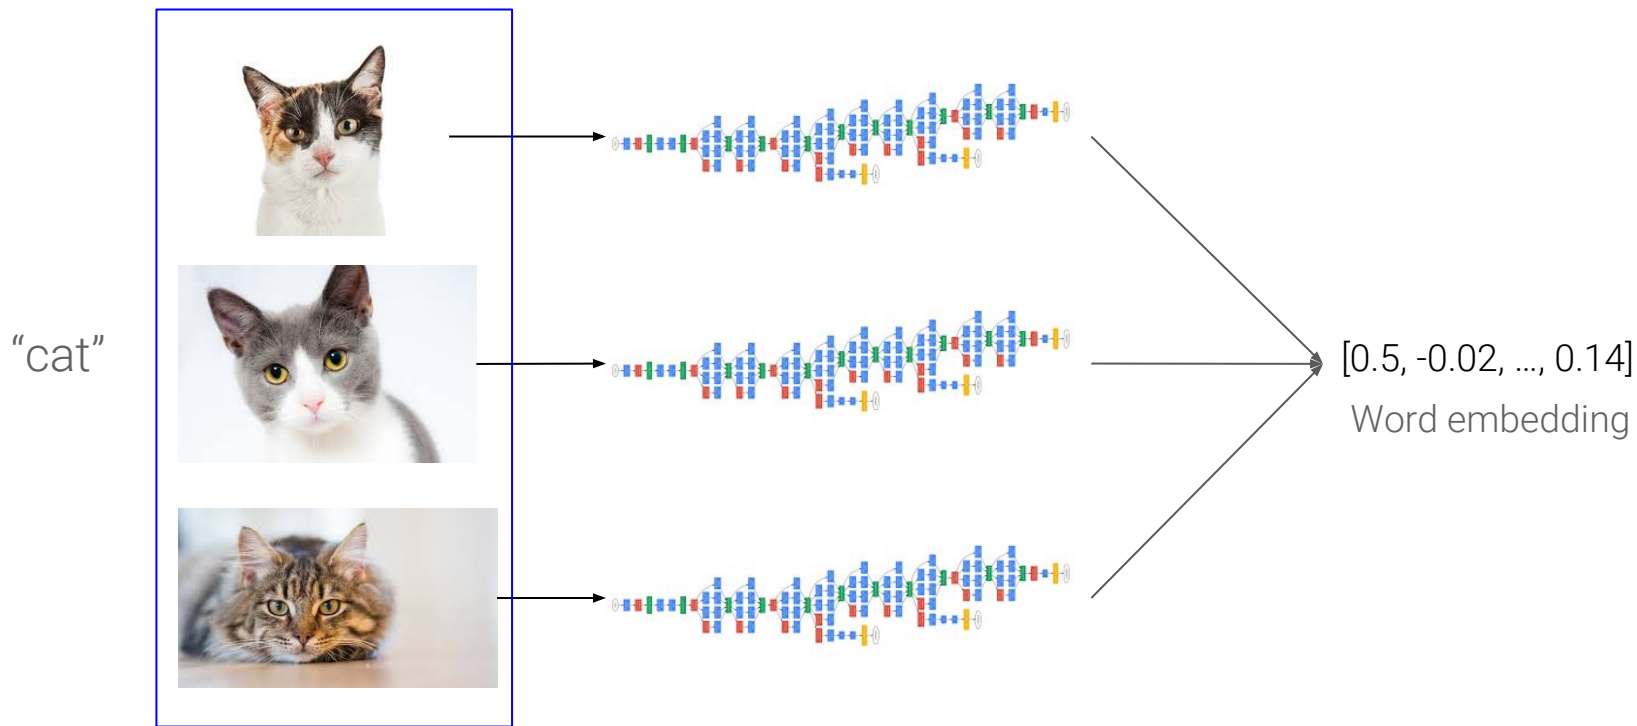 “cat”
[0.5, -0.02, ..., 0.14]
Word embedding